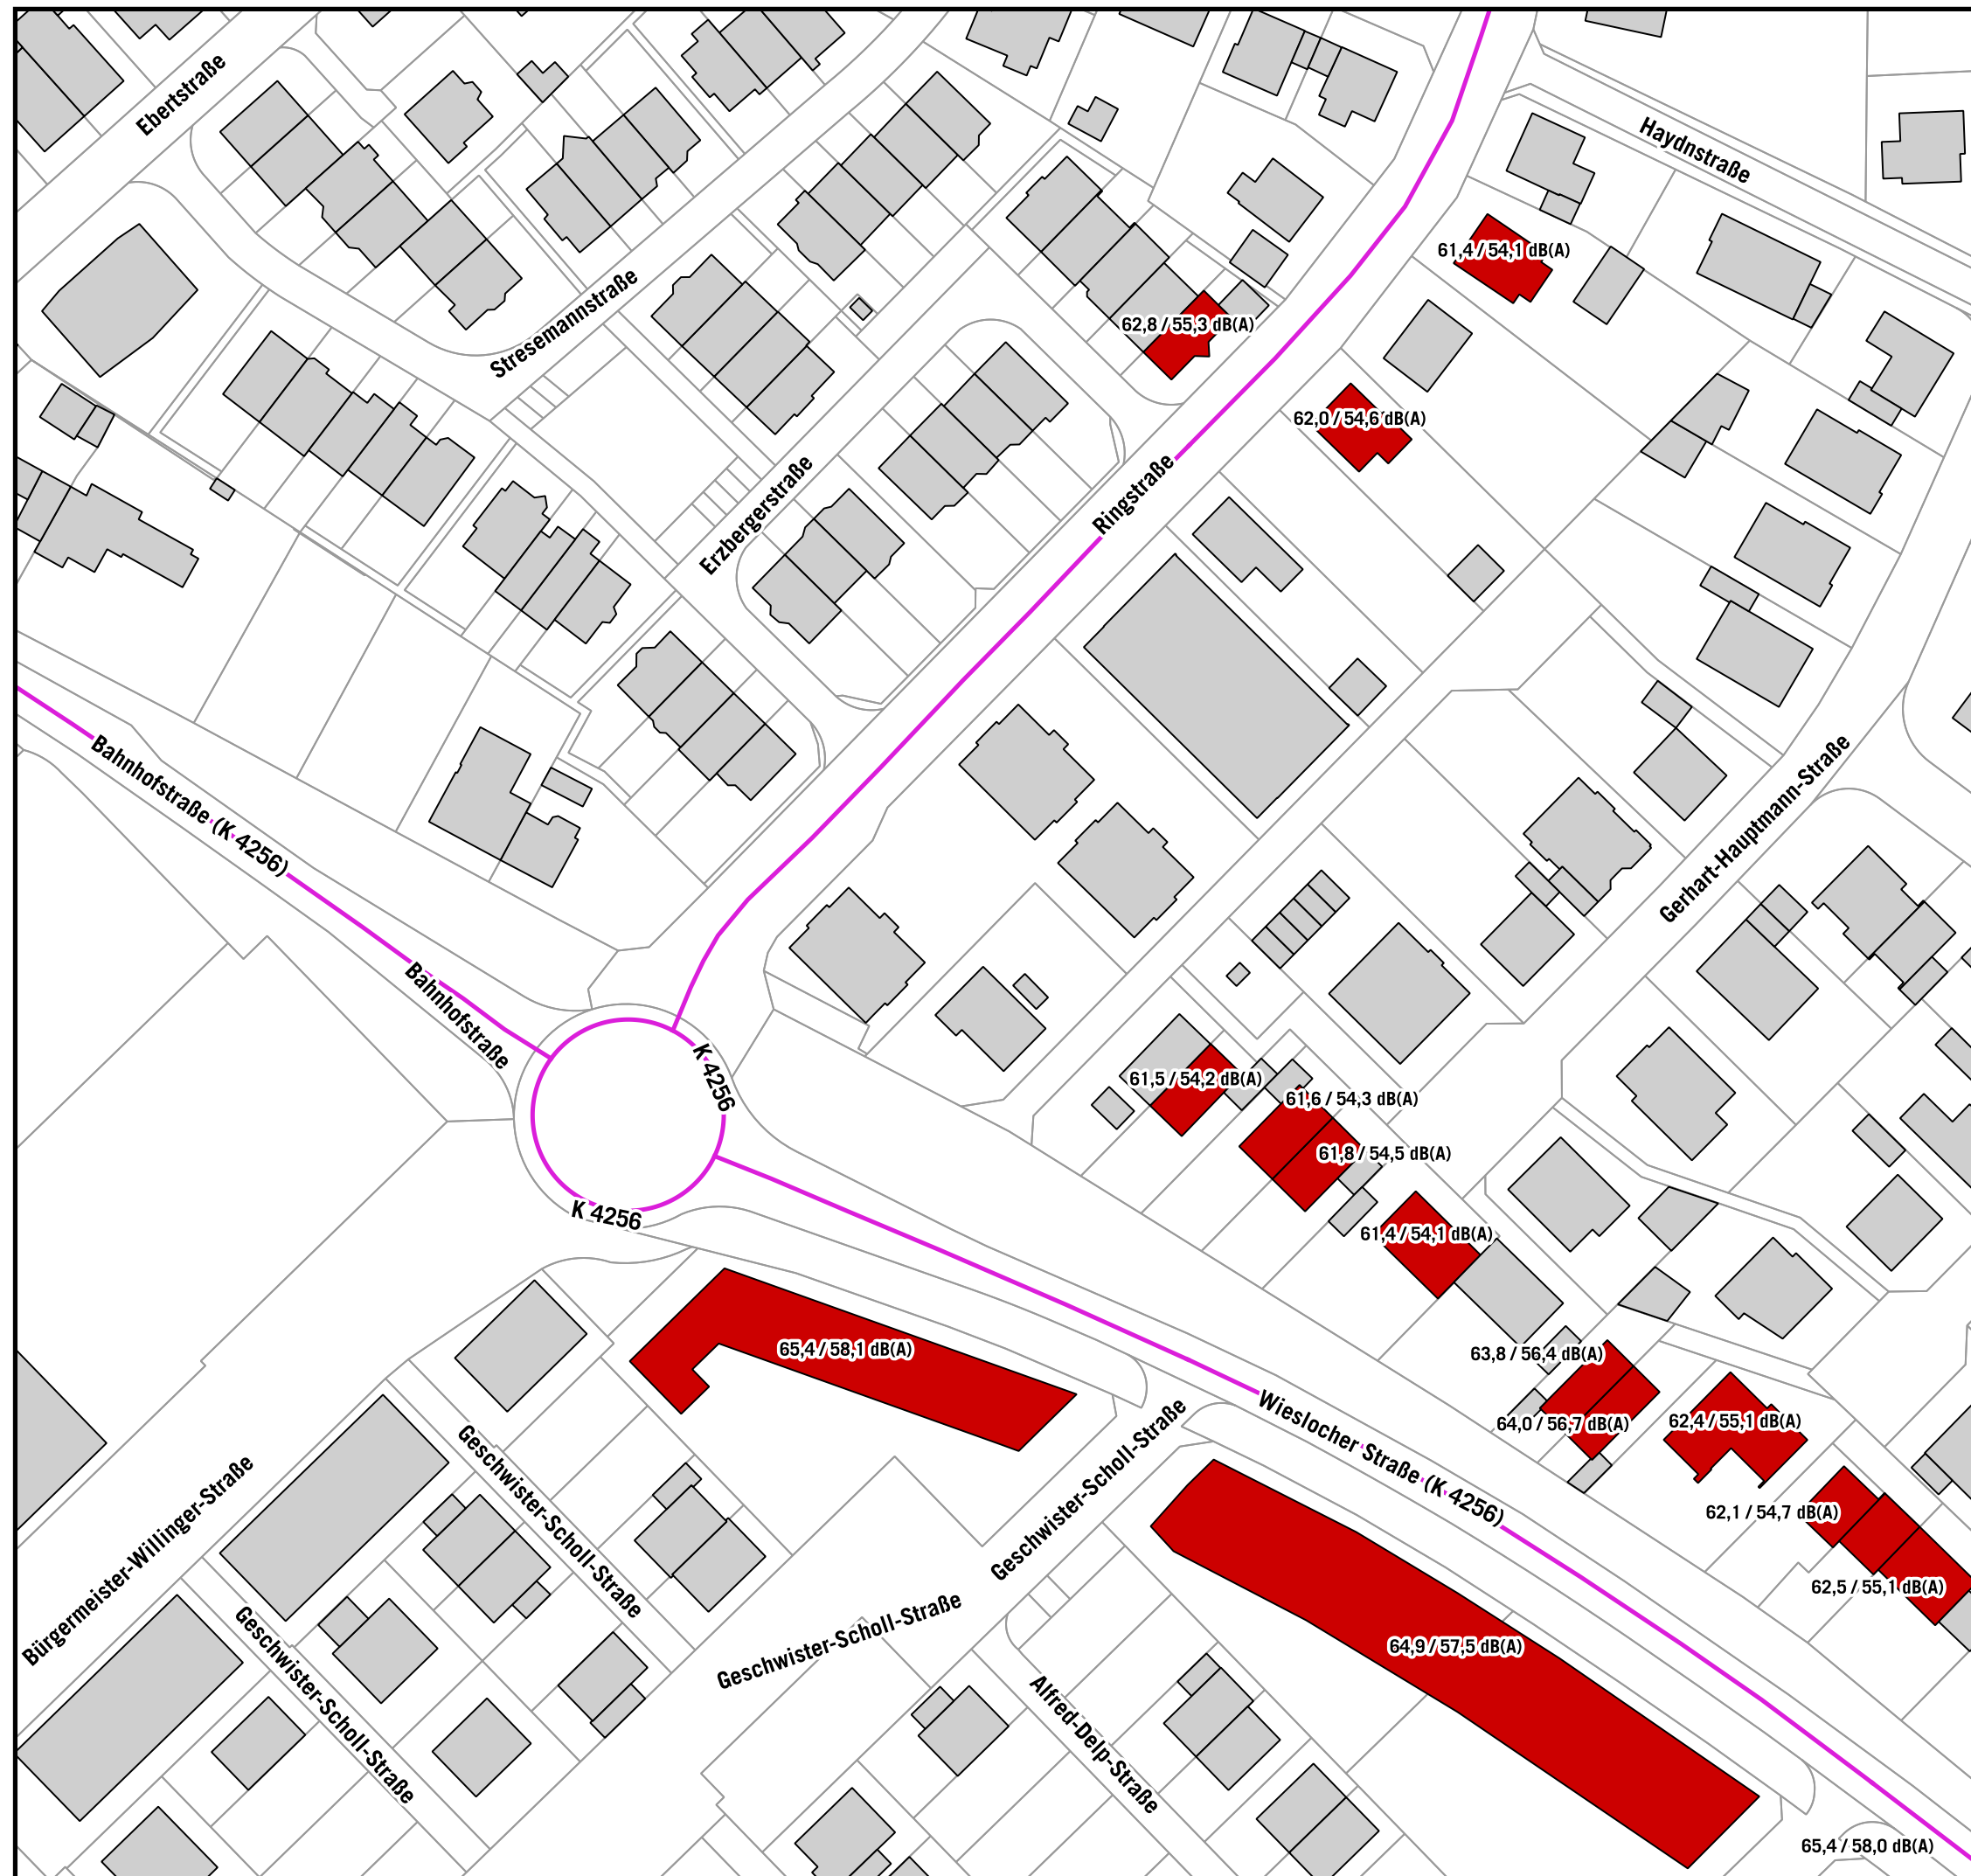 Ebertstraße
Haydnstraße
61,4 / 54,1 dB(A)
Stresemannstraße
62,8 / 55,3 dB(A)
62,0 / 54,6 dB(A)
Erzbergerstraße
Ringstraße
Bahnhofstraße (K 4256)
Gerhart-Hauptmann-Straße
Bahnhofstraße
K 4256
61,5 / 54,2 dB(A)
61,6 / 54,3 dB(A)
61,8 / 54,5 dB(A)
K 4256
61,4 / 54,1 dB(A)
65,4 / 58,1 dB(A)
63,8 / 56,4 dB(A)
64,0 / 56,7 dB(A)
62,4 / 55,1 dB(A)
Wieslocher Straße (K 4256)
Geschwister-Scholl-Straße
Geschwister-Scholl-Straße
62,1 / 54,7 dB(A)
Bürgermeister-Willinger-Straße
62,5 / 55,1 dB(A)
Geschwister-Scholl-Straße
Geschwister-Scholl-Straße
64,9 / 57,5 dB(A)
Alfred-Delp-Straße
65,4 / 58,0 dB(A)